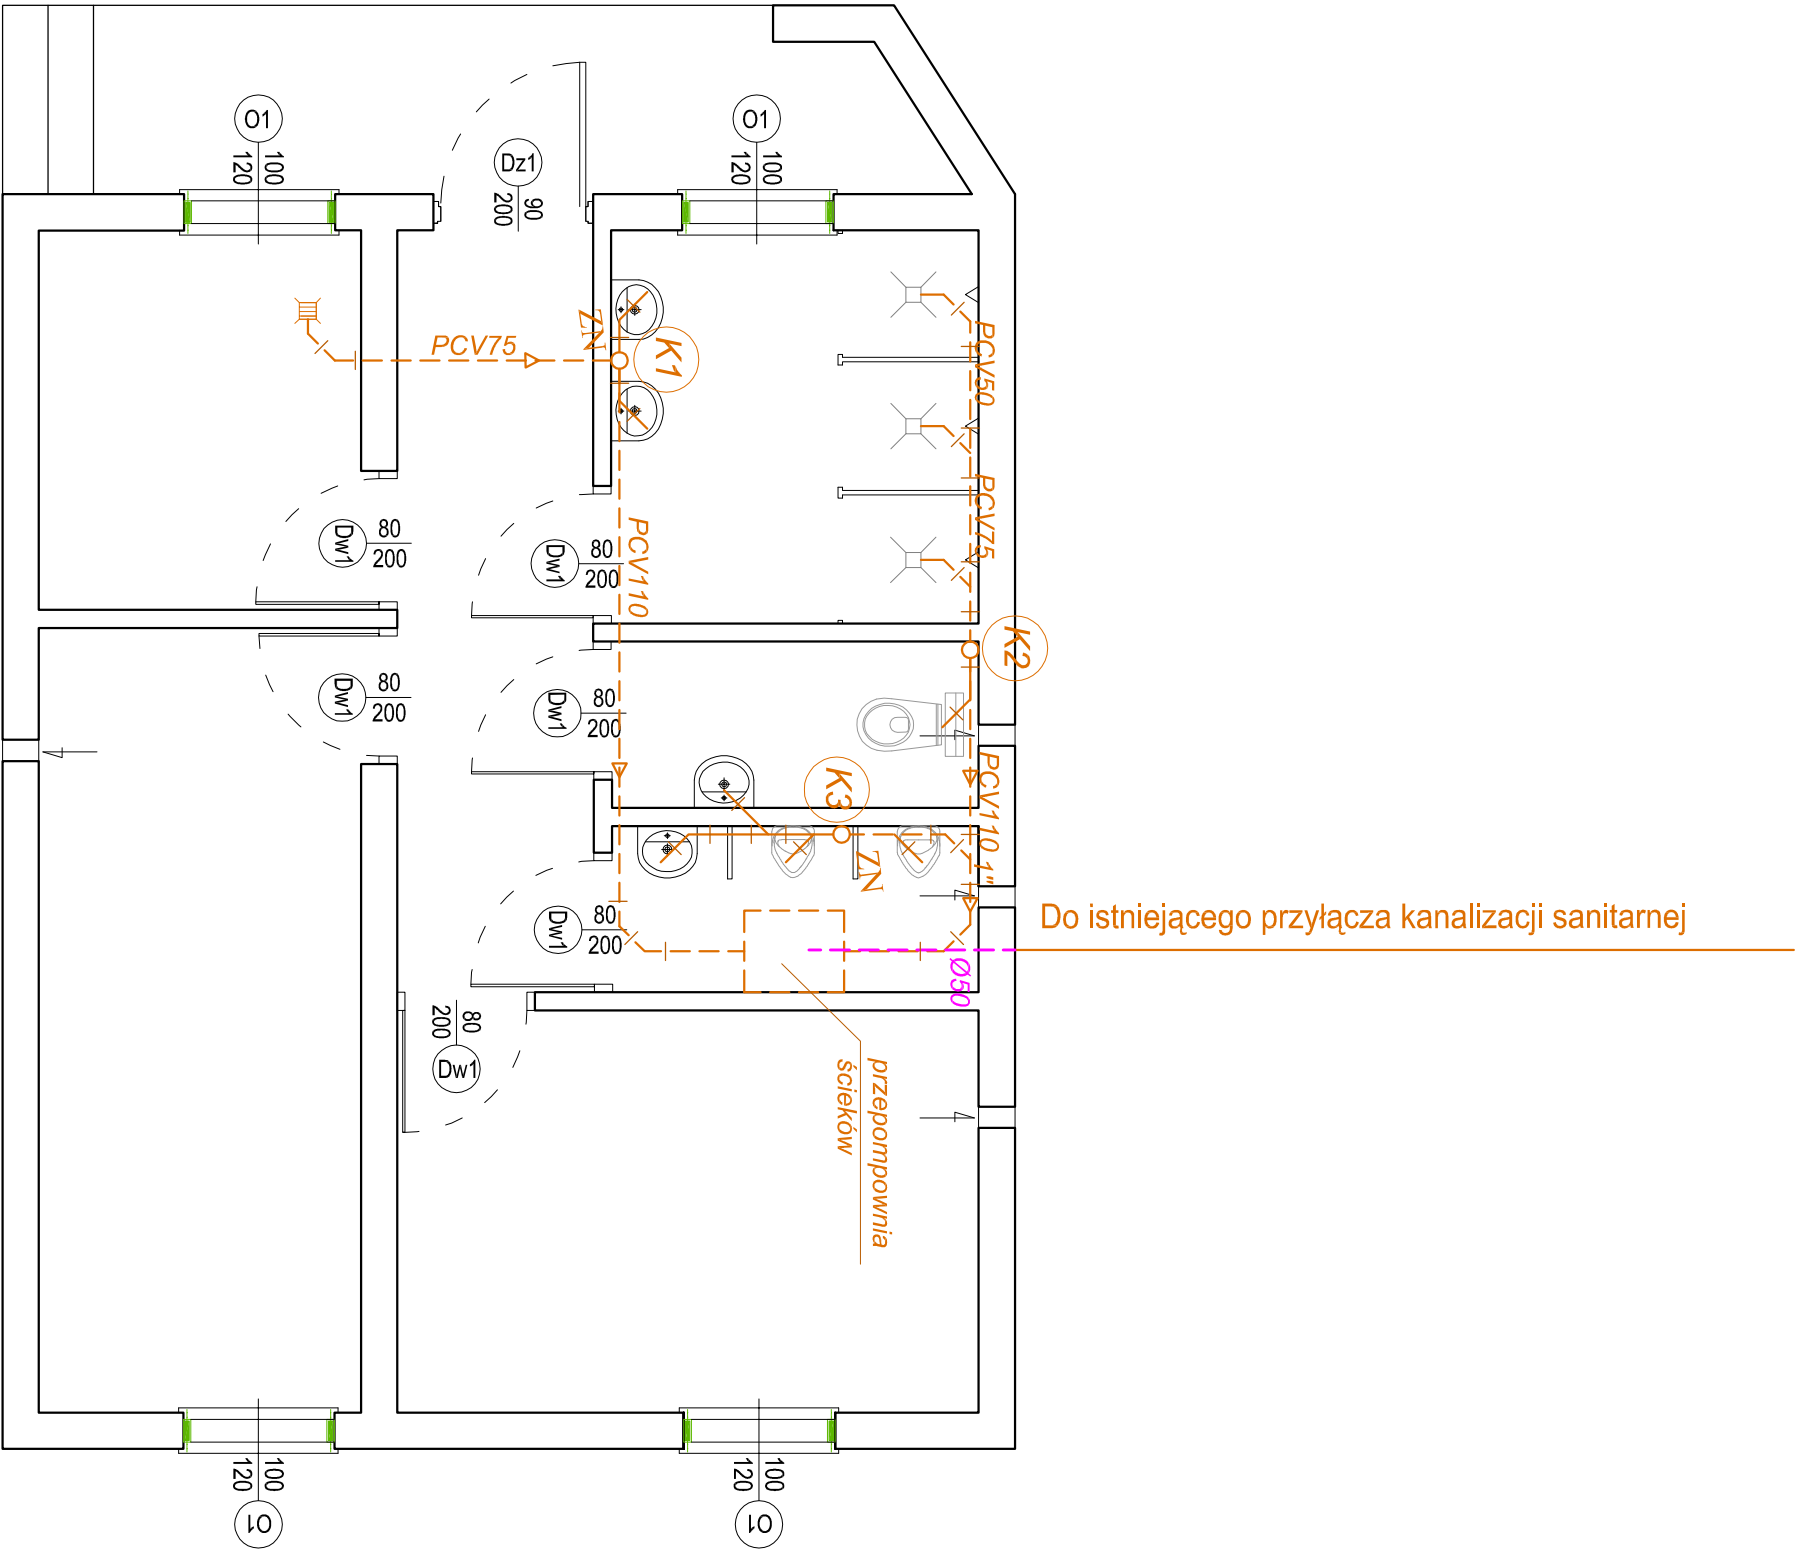 O1
100
120
O1
100
120
Dz1
90
200
PCV75
ZN
K1
PCV50
PCV75
PCV110
Dw1
80
200
Dw1
80
200
K2
Dw1
80
200
Dw1
80
200
K3
PCV110 1"
ZN
Dw1
80
200
Do istniejącego przyłącza kanalizacji sanitarnej
Ø50
80
200
Dw1
przepompownia
ścieków
100
120
O1
100
120
O1